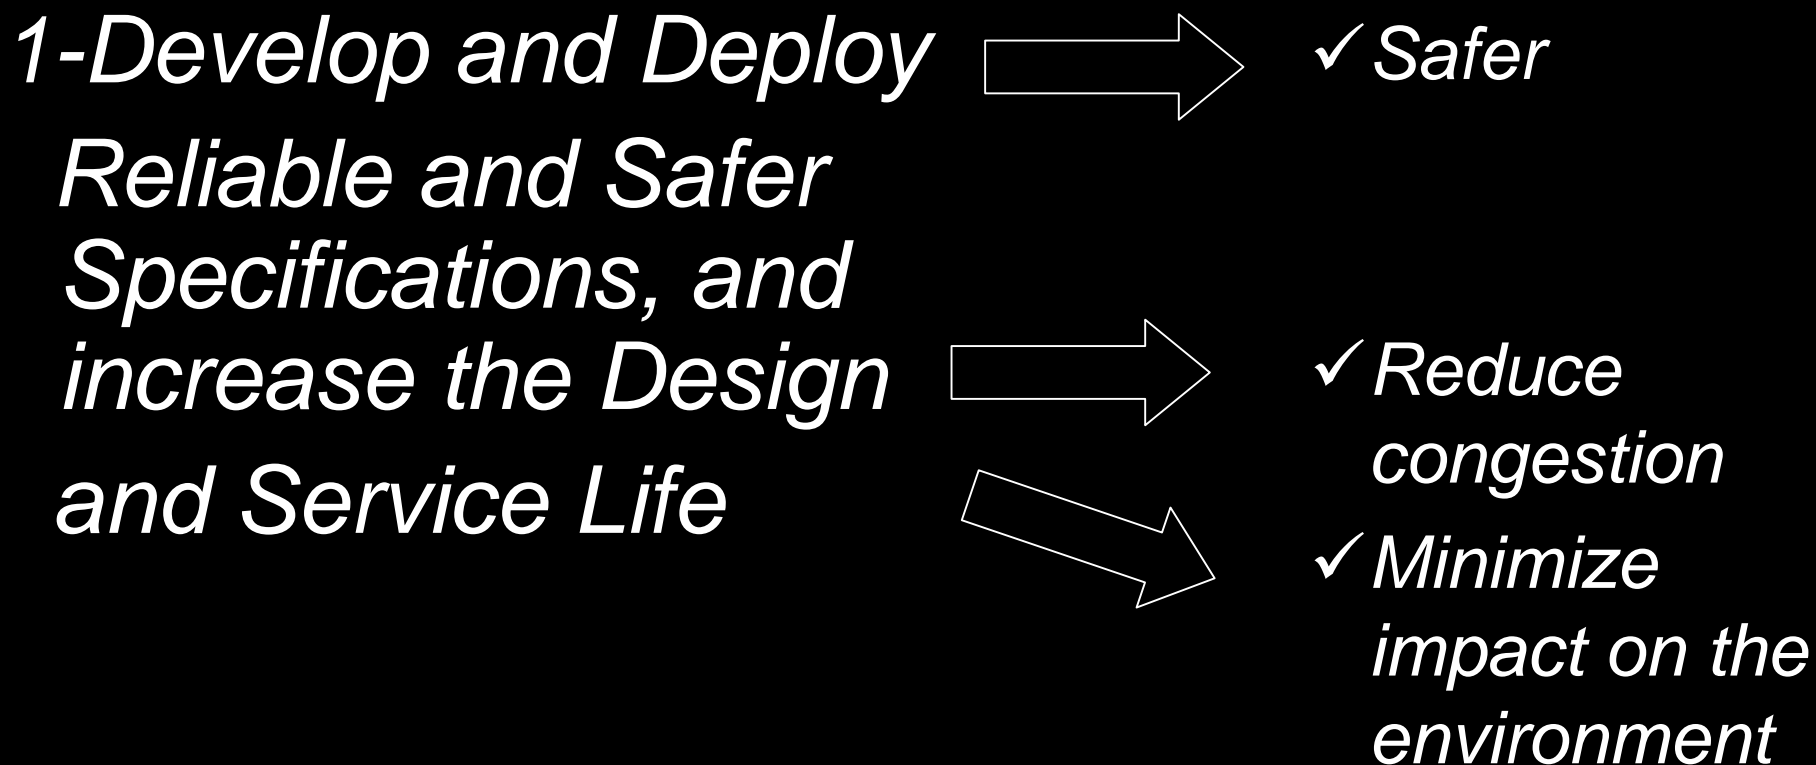 1-Develop and Deploy
Reliable and Safer
Specifications, and
increase the Design
and Service Life
✓ Safer
✓ Reduce
congestion
✓ Minimize
impact on the
environment